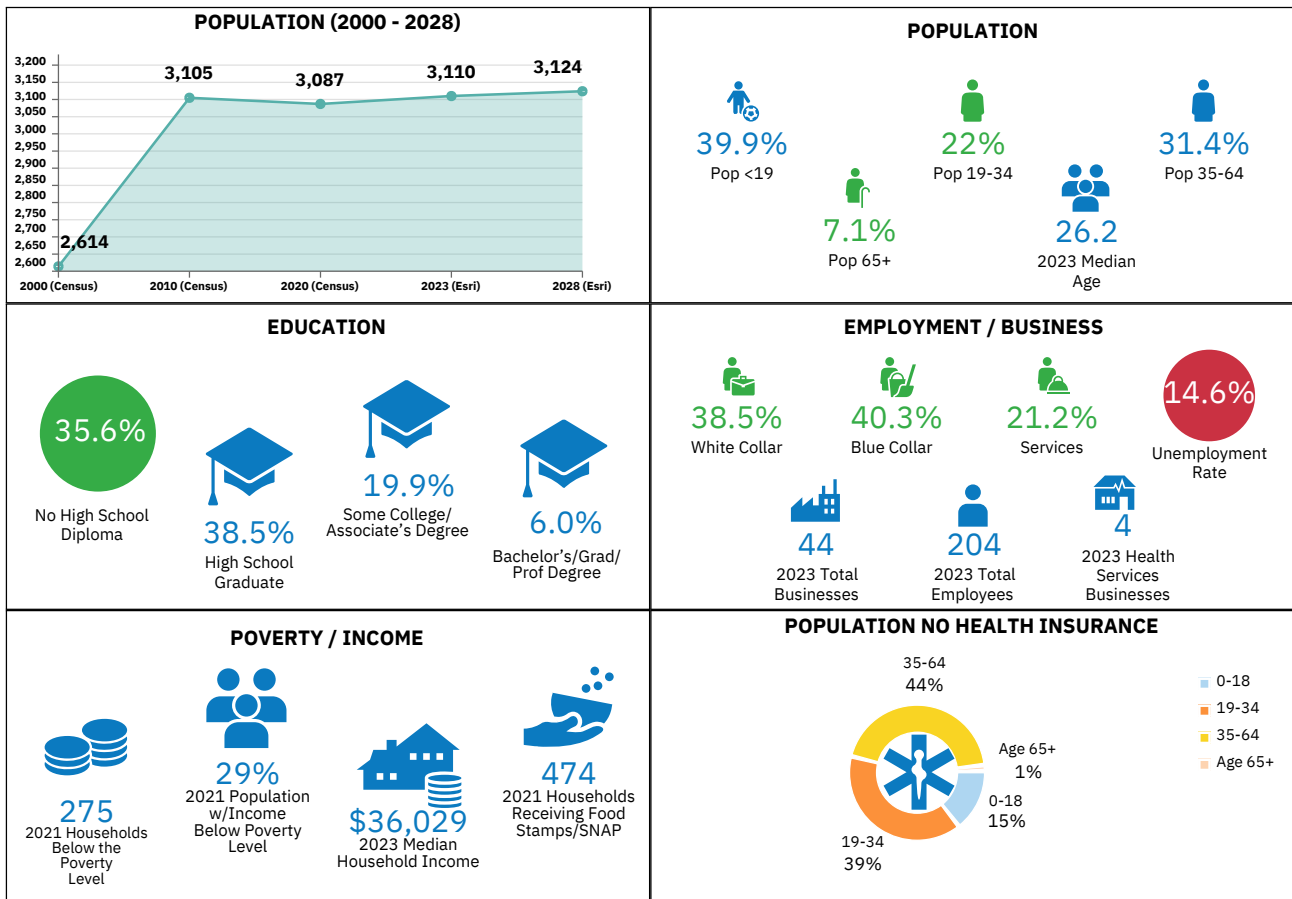 POPULATION (2000 - 2028)
3,200
3,150
3,100
3,050
3,000
2,950
2,900
2,850
2,800
2,750
2,700
2,650
2,600
2,614
3,105
3,087
3,110
3,124
2000 (Census)
2010 (Census)
2020 (Census)
2023 (Esri)
2028 (Esri)
POPULATION
39.9%
Pop <19
22%
Pop 19-34
31.4%
Pop 35-64
7.1%
Pop 65+
26.2
2023 Median
Age
EDUCATION
35.6%
No High School
Diploma
38.5%
High School
Graduate
19.9%
Some College/
Associate's Degree
6.0%
Bachelor's/Grad/
Prof Degree
EMPLOYMENT / BUSINESS
38.5%
White Collar
40.3%
Blue Collar
21.2%
Services
14.6%
Unemployment
Rate
44
2023 Total
Businesses
204
2023 Total
Employees
4
2023 Health
Services
Businesses
POVERTY / INCOME
275
2021 Households
Below the
Poverty
Level
29%
2021 Population
w/Income
Below Poverty
Level
$36,029
2023 Median
Household Income
474
2021 Households
Receiving Food
Stamps/SNAP
POPULATION NO HEALTH INSURANCE
35-64
44%
Age 65+
1%
0-18
15%
19-34
39%
0-18
19-34
35-64
Age 65+